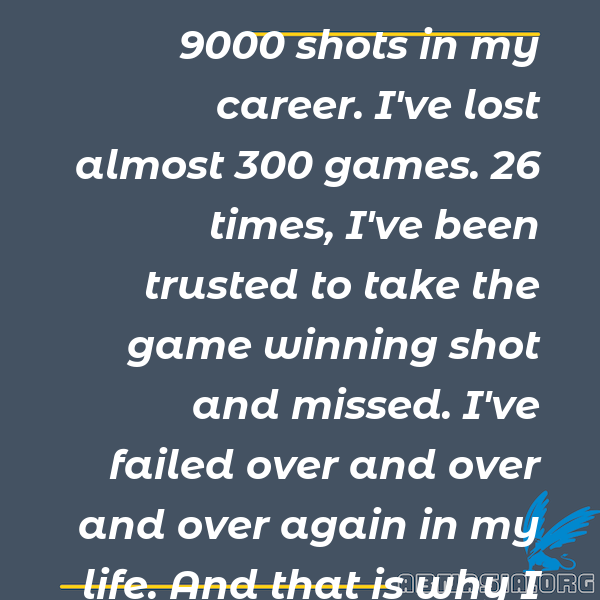 9000 shots in my
career. I've lost
almost 300 games. 26
times, I've been
trusted to take the
game winning shot
and missed. I've
failed over and over
and over again in my
life. And that is why I
ABMASIA.ORG